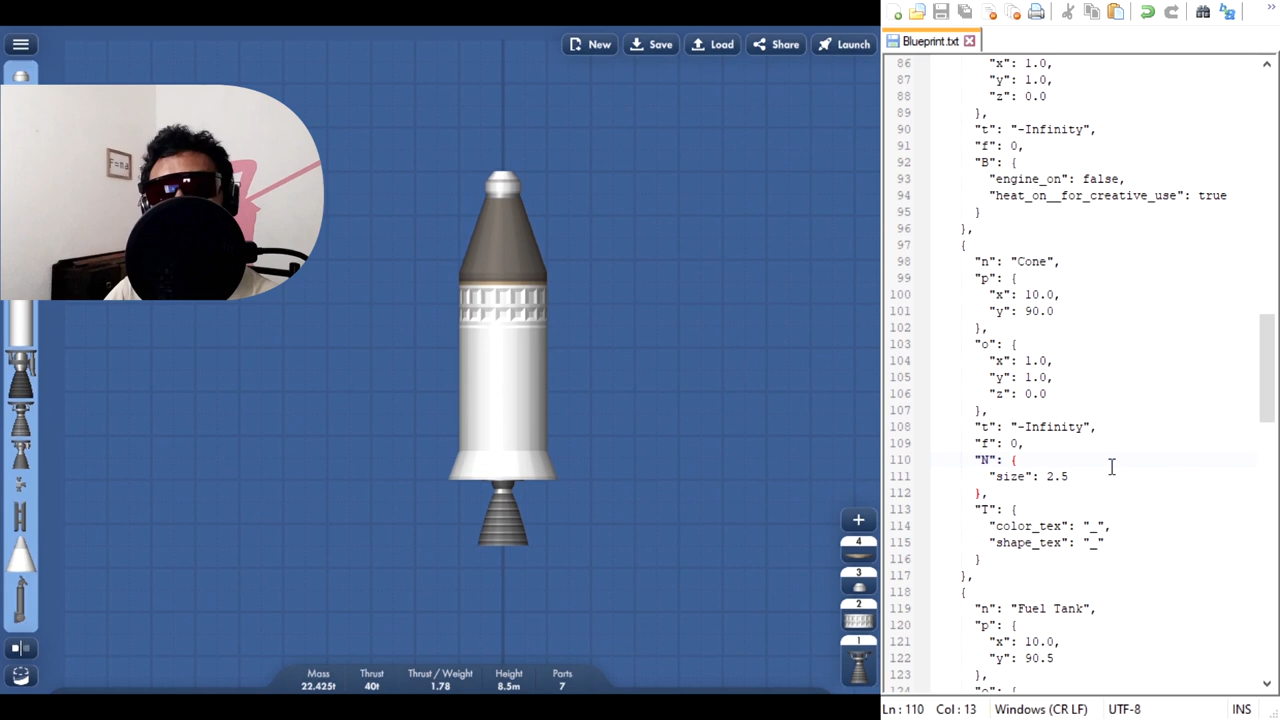 New
Save
Load
Share
Launch
F=ma
4
3
2
1
Mass
22.425t
Thrust
40t
Thrust / Weight
1.78
Height
8.5m
Parts
7
Blueprint.txt
86 "x": 1.0,
87 "y": 1.0,
88 "z": 0.0
89 },
90 "t": "-Infinity",
91 "f": 0,
92 "B": {
93 "engine_on": false,
94 "heat_on__for_creative_use": true
95 }
96 },
97 {
98 "n": "Cone",
99 "p": {
100 "x": 10.0,
101 "y": 90.0
102 },
103 "o": {
104 "x": 1.0,
105 "y": 1.0,
106 "z": 0.0
107 },
108 "t": "-Infinity",
109 "f": 0,
110 "N": {
111 "size": 2.5
112 },
113 "T": {
114 "color_tex": "_",
115 "shape_tex": "_"
116 }
117 },
118 {
119 "n": "Fuel Tank",
120 "p": {
121 "x": 10.0,
122 "y": 90.5
123 },
124 "o": {
Ln : 110 Col : 13 Windows (CR LF) UTF-8 INS